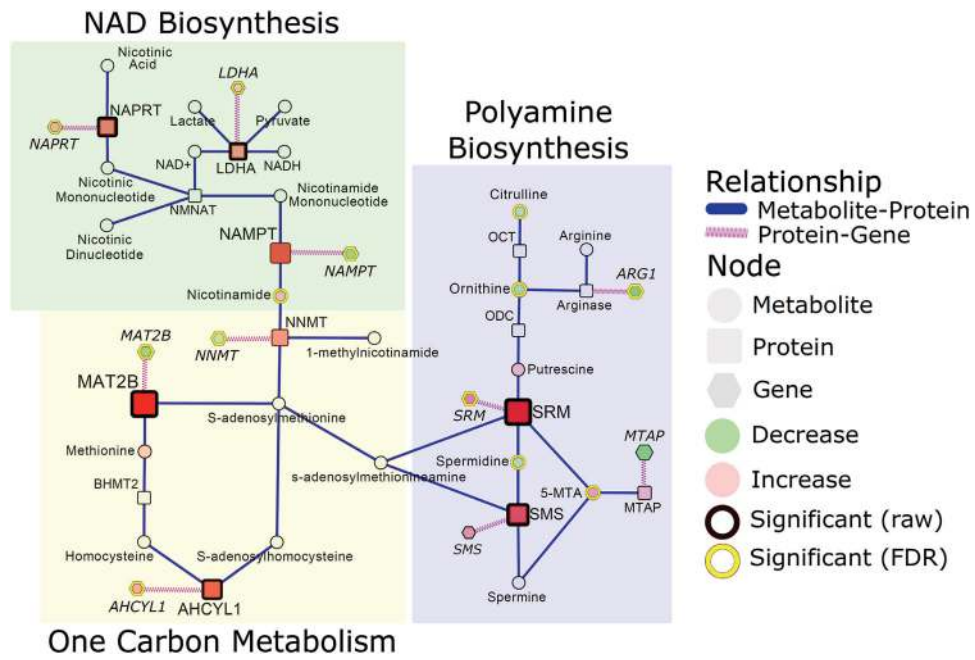 NAD Biosynthesis
Nicotinic
Acid
LDHA
NAPRT
NAPRT
Lactate
Pyruvate
NAD+
LDHA
NADH
Nicotinic
Mononucleotide
NMNAT
Nicotinamide
Mononucleotide
Nicotinic
Dinucleotide
NAMPT
NAMPT
Nicotinamide
MAT2B
NNMT
NNMT
1-methylnicotinamide
MAT2B
S-adenosylmethionine
Methionine
s-adenosylmethionineamine
BHMT2
Homocysteine
S-adenosylhomocysteine
AHCYL1
AHCYL1
One Carbon Metabolism
Polyamine
Biosynthesis
Citrulline
OCT
Arginine
ARG1
Ornithine
Arginase
ODC
Putrescine
SRM
SRM
MTAP
Spermidine
5-MTA
MTAP
SMS
SMS
Spermine
Relationship
Metabolite-Protein
Protein-Gene
Node
Metabolite
Protein
Gene
Decrease
Increase
Significant (raw)
Significant (FDR)